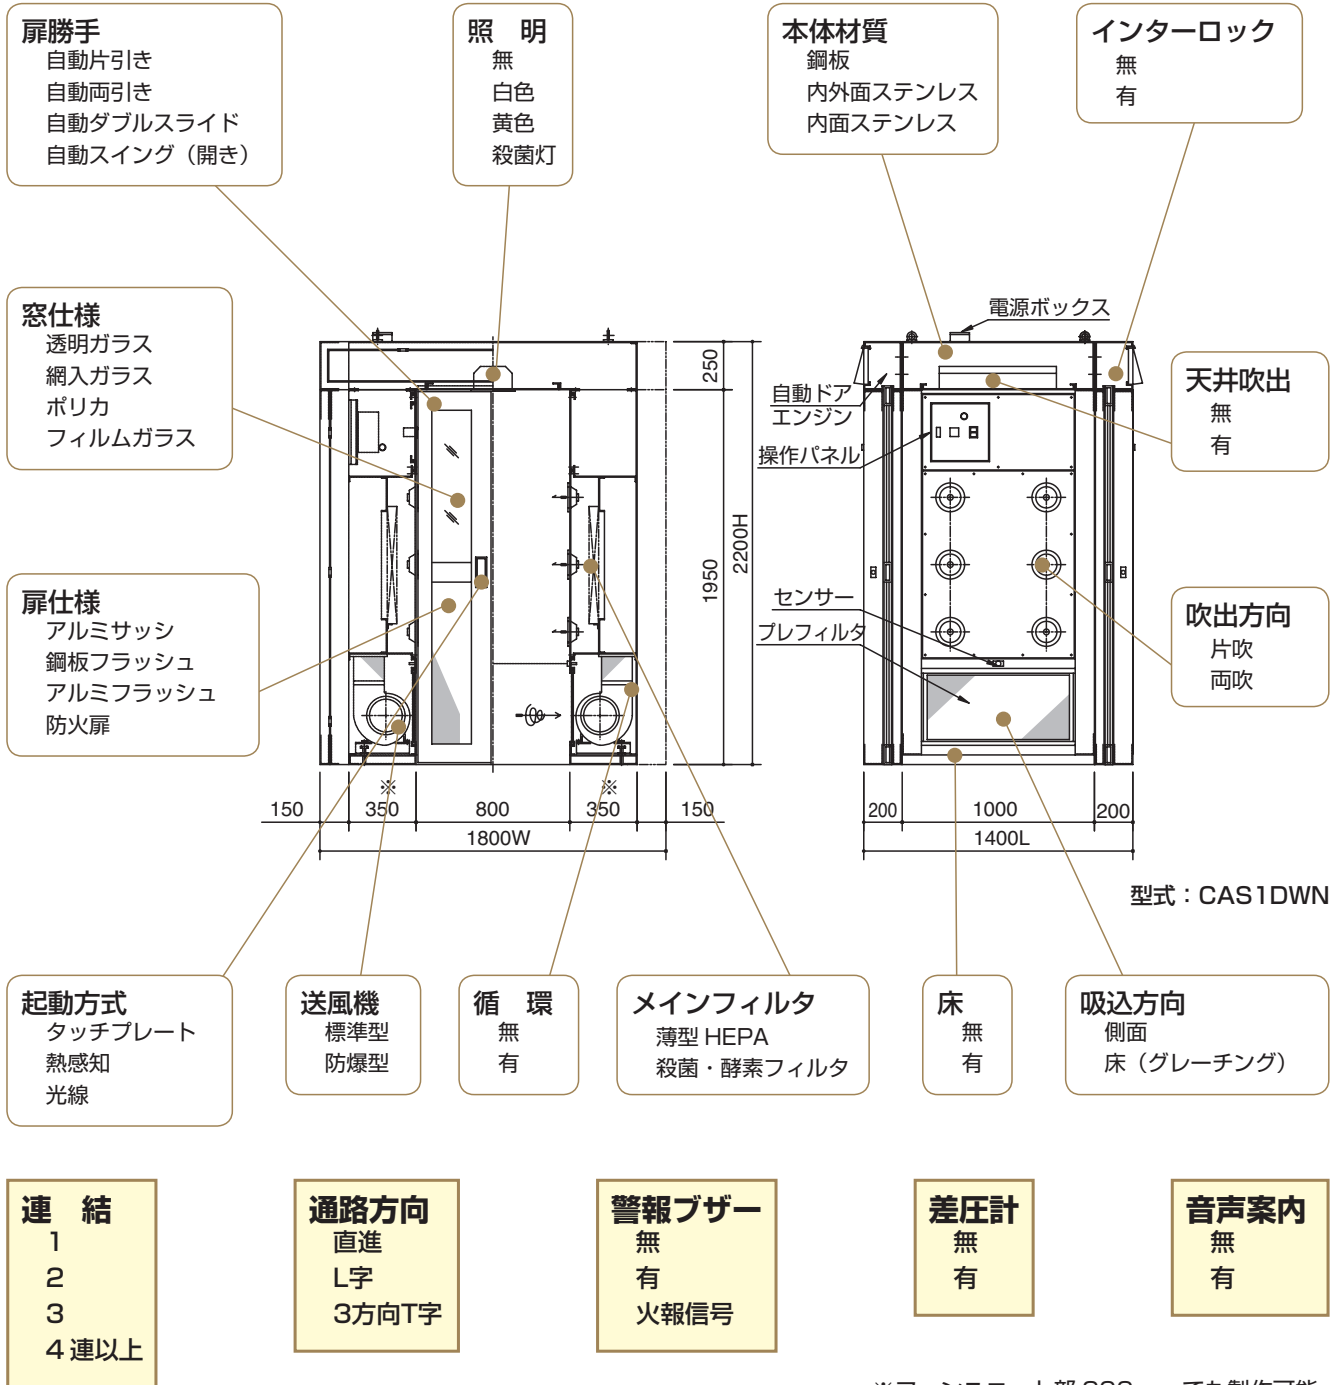 扉勝手
自動片引き
自動両引き
自動ダブルスライド
自動スイング（開き）
照　明
無
白色
黄色
殺菌灯
本体材質
鋼板
内外面ステンレス
内面ステンレス
インターロック
無
有
窓仕様
透明ガラス
網入ガラス
ポリカ
フィルムガラス
扉仕様
アルミサッシ
鋼板フラッシュ
アルミフラッシュ
防火扉
電源ボックス
自動ドア
エンジン
操作パネル
センサー
プレフィルタ
天井吹出
無
有
吹出方向
片吹
両吹
250
1950
2200H
※
※
150
350
800
350
150
1800W
200
1000
200
1400L
型式：CAS1DWN
起動方式
タッチプレート
熱感知
光線
送風機
標準型
防爆型
循　環
無
有
メインフィルタ
薄型 HEPA
殺菌・酵素フィルタ
床
無
有
吸込方向
側面
床（グレーチング）
連　結
1
2
3
4 連以上
通路方向
直進
L字
3方向T字
警報ブザー
無
有
火報信号
差圧計
無
有
音声案内
無
有